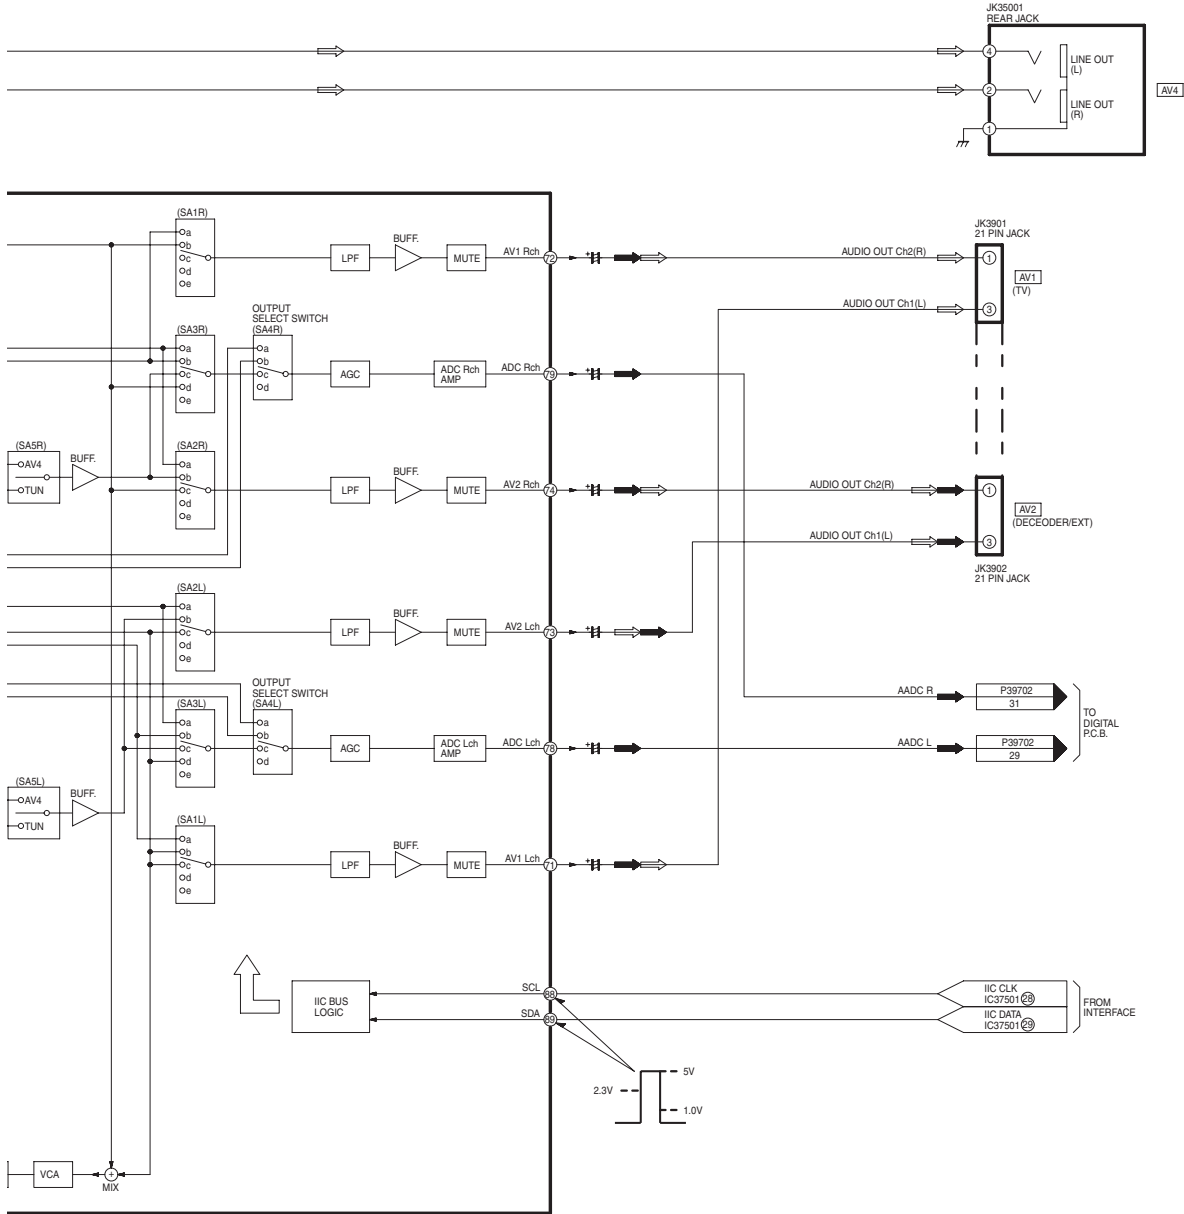 JK35001
REAR JACK
4
LINE OUT
(L)
2
LINE OUT
(R)
AV4
1
(SA1R)
a
b
c
d
e
LPF
BUFF.
MUTE
AV1 Rch
72
AUDIO OUT Ch2(R)
JK3901
21 PIN JACK
1
AV1
(TV)
AUDIO OUT Ch1(L)
3
OUTPUT
SELECT SWITCH
(SA3R)
(SA4R)
a
b
c
d
e
a
b
c
d
AGC
ADC Rch
AMP
ADC Rch
79
(SA5R)
AV4
TUN
BUFF.
(SA2R)
a
b
c
d
e
LPF
BUFF.
MUTE
AV2 Rch
74
AUDIO OUT Ch2(R)
1
AV2
(DECEODER/EXT)
AUDIO OUT Ch1(L)
3
JK3902
21 PIN JACK
(SA2L)
a
b
c
d
e
LPF
BUFF.
MUTE
AV2 Lch
73
OUTPUT
SELECT SWITCH
(SA3L)
(SA4L)
a
b
c
d
e
a
b
c
d
AGC
ADC Lch
AMP
ADC Lch
78
AADC R
P39702
31
AADC L
P39702
29
TO
DIGITAL
P.C.B.
(SA5L)
AV4
TUN
BUFF.
(SA1L)
a
b
c
d
e
LPF
BUFF.
MUTE
AV1 Lch
71
IIC BUS
LOGIC
SCL
88
SDA
89
IIC CLK
IC37501 28
IIC DATA
IC37501 29
FROM
INTERFACE
5V
2.3V
1.0V
VCA
+
MIX